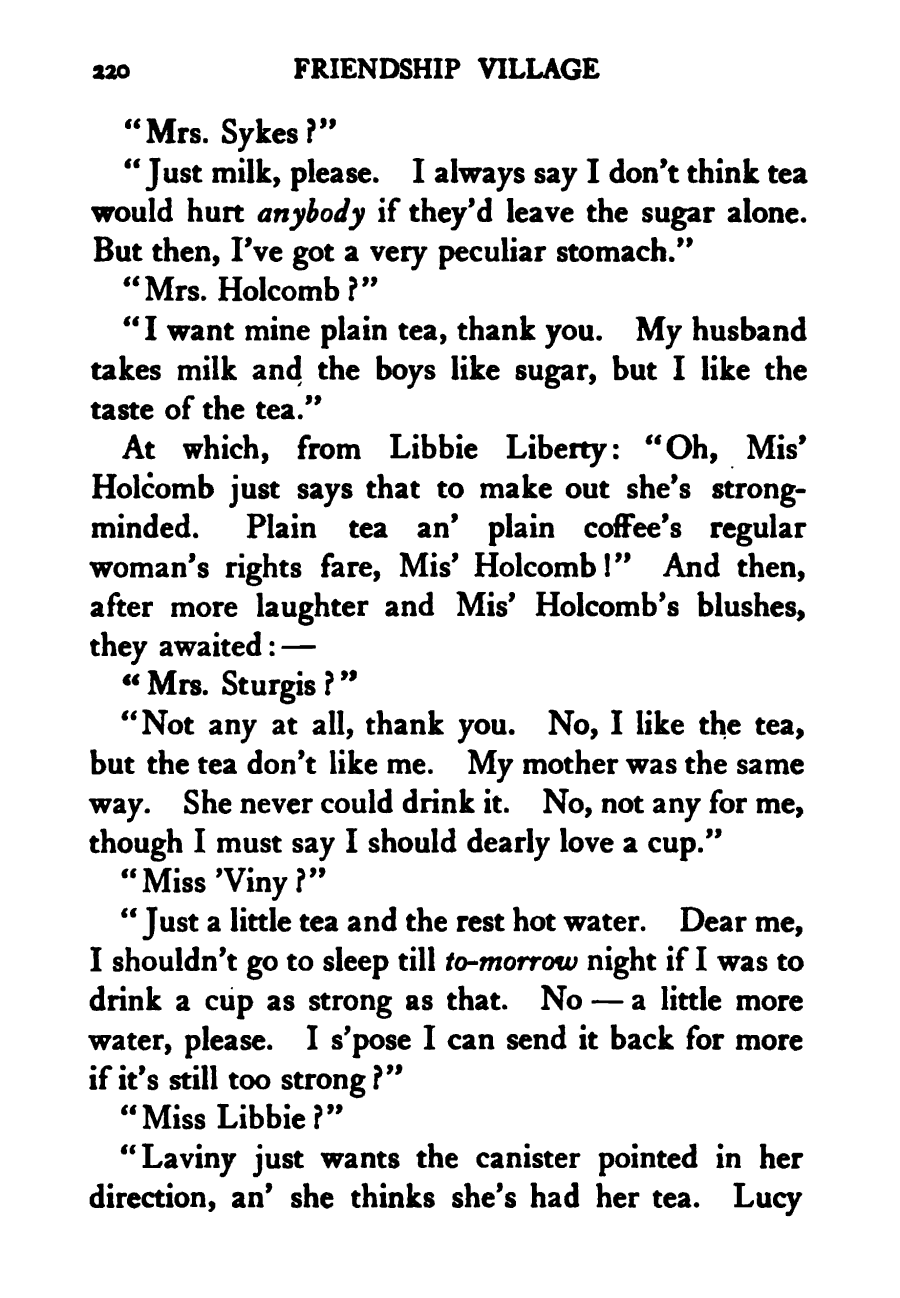 220 FRIENDSHIP VILLAGE
"Mrs. Sykes?"
"Just milk, please. I always say I don't think tea
would hurt anybody if they'd leave the sugar alone.
But then, I've got a very peculiar stomach."
"Mrs. Holcomb?"
"I want mine plain tea, thank you. My husband
takes milk and the boys like sugar, but I like the
taste of the tea."
At which, from Libbie Liberty: "Oh, Mis'
Holcomb just says that to make out she's strong-
minded. Plain tea an' plain coffee's regular
woman's rights fare, Mis' Holcomb!" And then,
after more laughter and Mis' Holcomb's blushes,
they awaited: —
"Mrs. Sturgis?"
"Not any at all, thank you. No, I like the tea,
but the tea don't like me. My mother was the same
way. She never could drink it. No, not any for me,
though I must say I should dearly love a cup."
"Miss 'Viny?"
"Just a little tea and the rest hot water. Dear me,
I shouldn't go to sleep till to-morrow night if I was to
drink a cup as strong as that. No — a little more
water, please. I s'pose I can send it back for more
if it's still too strong?"
"Miss Libbie?"
"Laviny just wants the canister pointed in her
direction, an' she thinks she's had her tea. Lucy